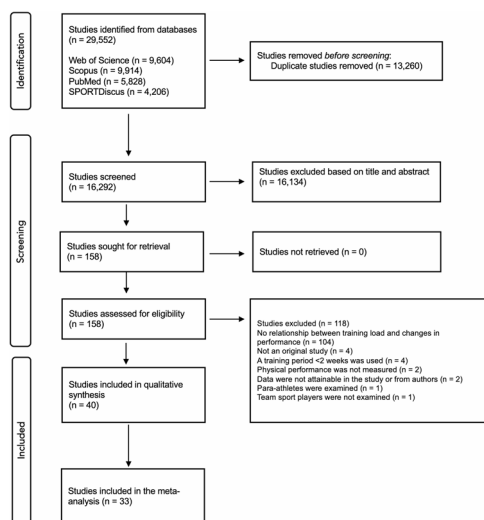 Identification
Studies identified from databases
(n = 29,552)
Web of Science (n = 9,604)
Scopus (n = 9,914)
PubMed (n = 5,828)
SPORTDiscus (n = 4,206)
Studies removed before screening:
Duplicate studies removed (n = 13,260)
Screening
Studies screened
(n = 16,292)
Studies excluded based on title and abstract
(n = 16,134)
Studies sought for retrieval
(n = 158)
Studies not retrieved (n = 0)
Studies assessed for eligibility
(n = 158)
Studies excluded (n = 118)
No relationship between training load and changes in
performance (n = 104)
Not an original study (n = 4)
A training period <2 weeks was used (n = 4)
Physical performance was not measured (n = 2)
Data were not attainable in the study or from authors (n = 2)
Para-athletes were examined (n = 1)
Team sport players were not examined (n = 1)
Included
Studies included in qualitative
synthesis
(n = 40)
Studies included in the meta-
analysis (n = 33)